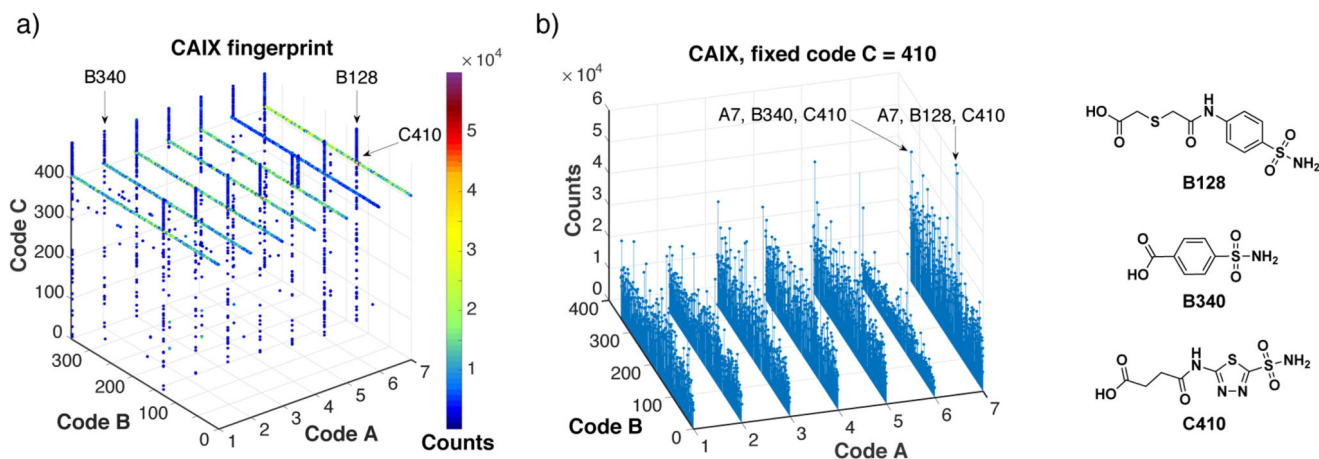 a)
CAIX fingerprint
B340
B128
C410
× 10⁴
6
5
4
3
2
1
Code C
400
300
200
100
0
Code B
300
200
100
0
Code A
1
2
3
4
5
6
7
Counts
b)
CAIX, fixed code C = 410
× 10⁴
A7, B340, C410
A7, B128, C410
Counts
6
5
4
3
2
1
0
Code B
400
300
200
100
0
Code A
1
2
3
4
5
6
7
HO
O
S
O
H
N
O
S
O
NH₂
B128
O
HO
O
S
O
NH₂
B340
HO
O
O
H
N
S
N
N
O
S
O
NH₂
C410